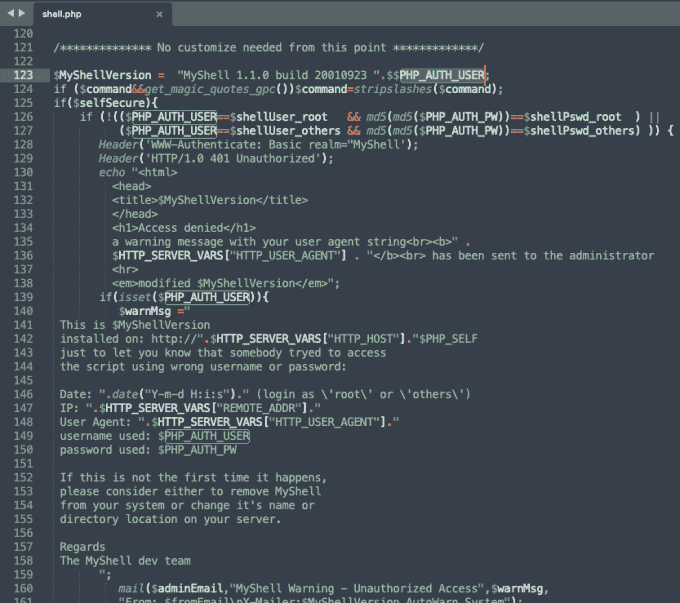 shell.php
120
121 /************** No customize needed from this point *************/
122
123 $MyShellVersion = "MyShell 1.1.0 build 20010923 ".$$PHP_AUTH_USER;
124 if ($command&&get_magic_quotes_gpc())$command=stripslashes($command);
125 if($selfSecure){
126 if (!(($PHP_AUTH_USER==$shellUser_root && md5(md5($PHP_AUTH_PW))==$shellPswd_root ) ||
127 ($PHP_AUTH_USER==$shellUser_others && md5(md5($PHP_AUTH_PW))==$shellPswd_others) )) {
128 Header('WWW-Authenticate: Basic realm="MyShell');
129 Header('HTTP/1.0 401 Unauthorized');
130 echo "<html>
131 <head>
132 <title>$MyShellVersion</title>
133 </head>
134 <h1>Access denied</h1>
135 a warning message with your user agent string<br><b>" .
136 $HTTP_SERVER_VARS["HTTP_USER_AGENT"] . "</b><br> has been sent to the administrator
137 <hr>
138 <em>modified $MyShellVersion</em>";
139 if(isset($PHP_AUTH_USER)){
140 $warnMsg ="
141 This is $MyShellVersion
142 installed on: http://".$HTTP_SERVER_VARS["HTTP_HOST"]."$PHP_SELF
143 just to let you know that somebody tryed to access
144 the script using wrong username or password:
145
146 Date: ".date("Y-m-d H:i:s")." (login as \'root\' or \'others\')
147 IP: ".$HTTP_SERVER_VARS["REMOTE_ADDR"]."
148 User Agent: ".$HTTP_SERVER_VARS["HTTP_USER_AGENT"]."
149 username used: $PHP_AUTH_USER
150 password used: $PHP_AUTH_PW
151
152 If this is not the first time it happens,
153 please consider either to remove MyShell
154 from your system or change it's name or
155 directory location on your server.
156
157 Regards
158 The MyShell dev team
159 ";
160 mail($adminEmail,"MyShell Warning - Unauthorized Access",$warnMsg,
161 "From: $fromEmail\nX-Mailer:$MyShellVersion AutoWarn System");